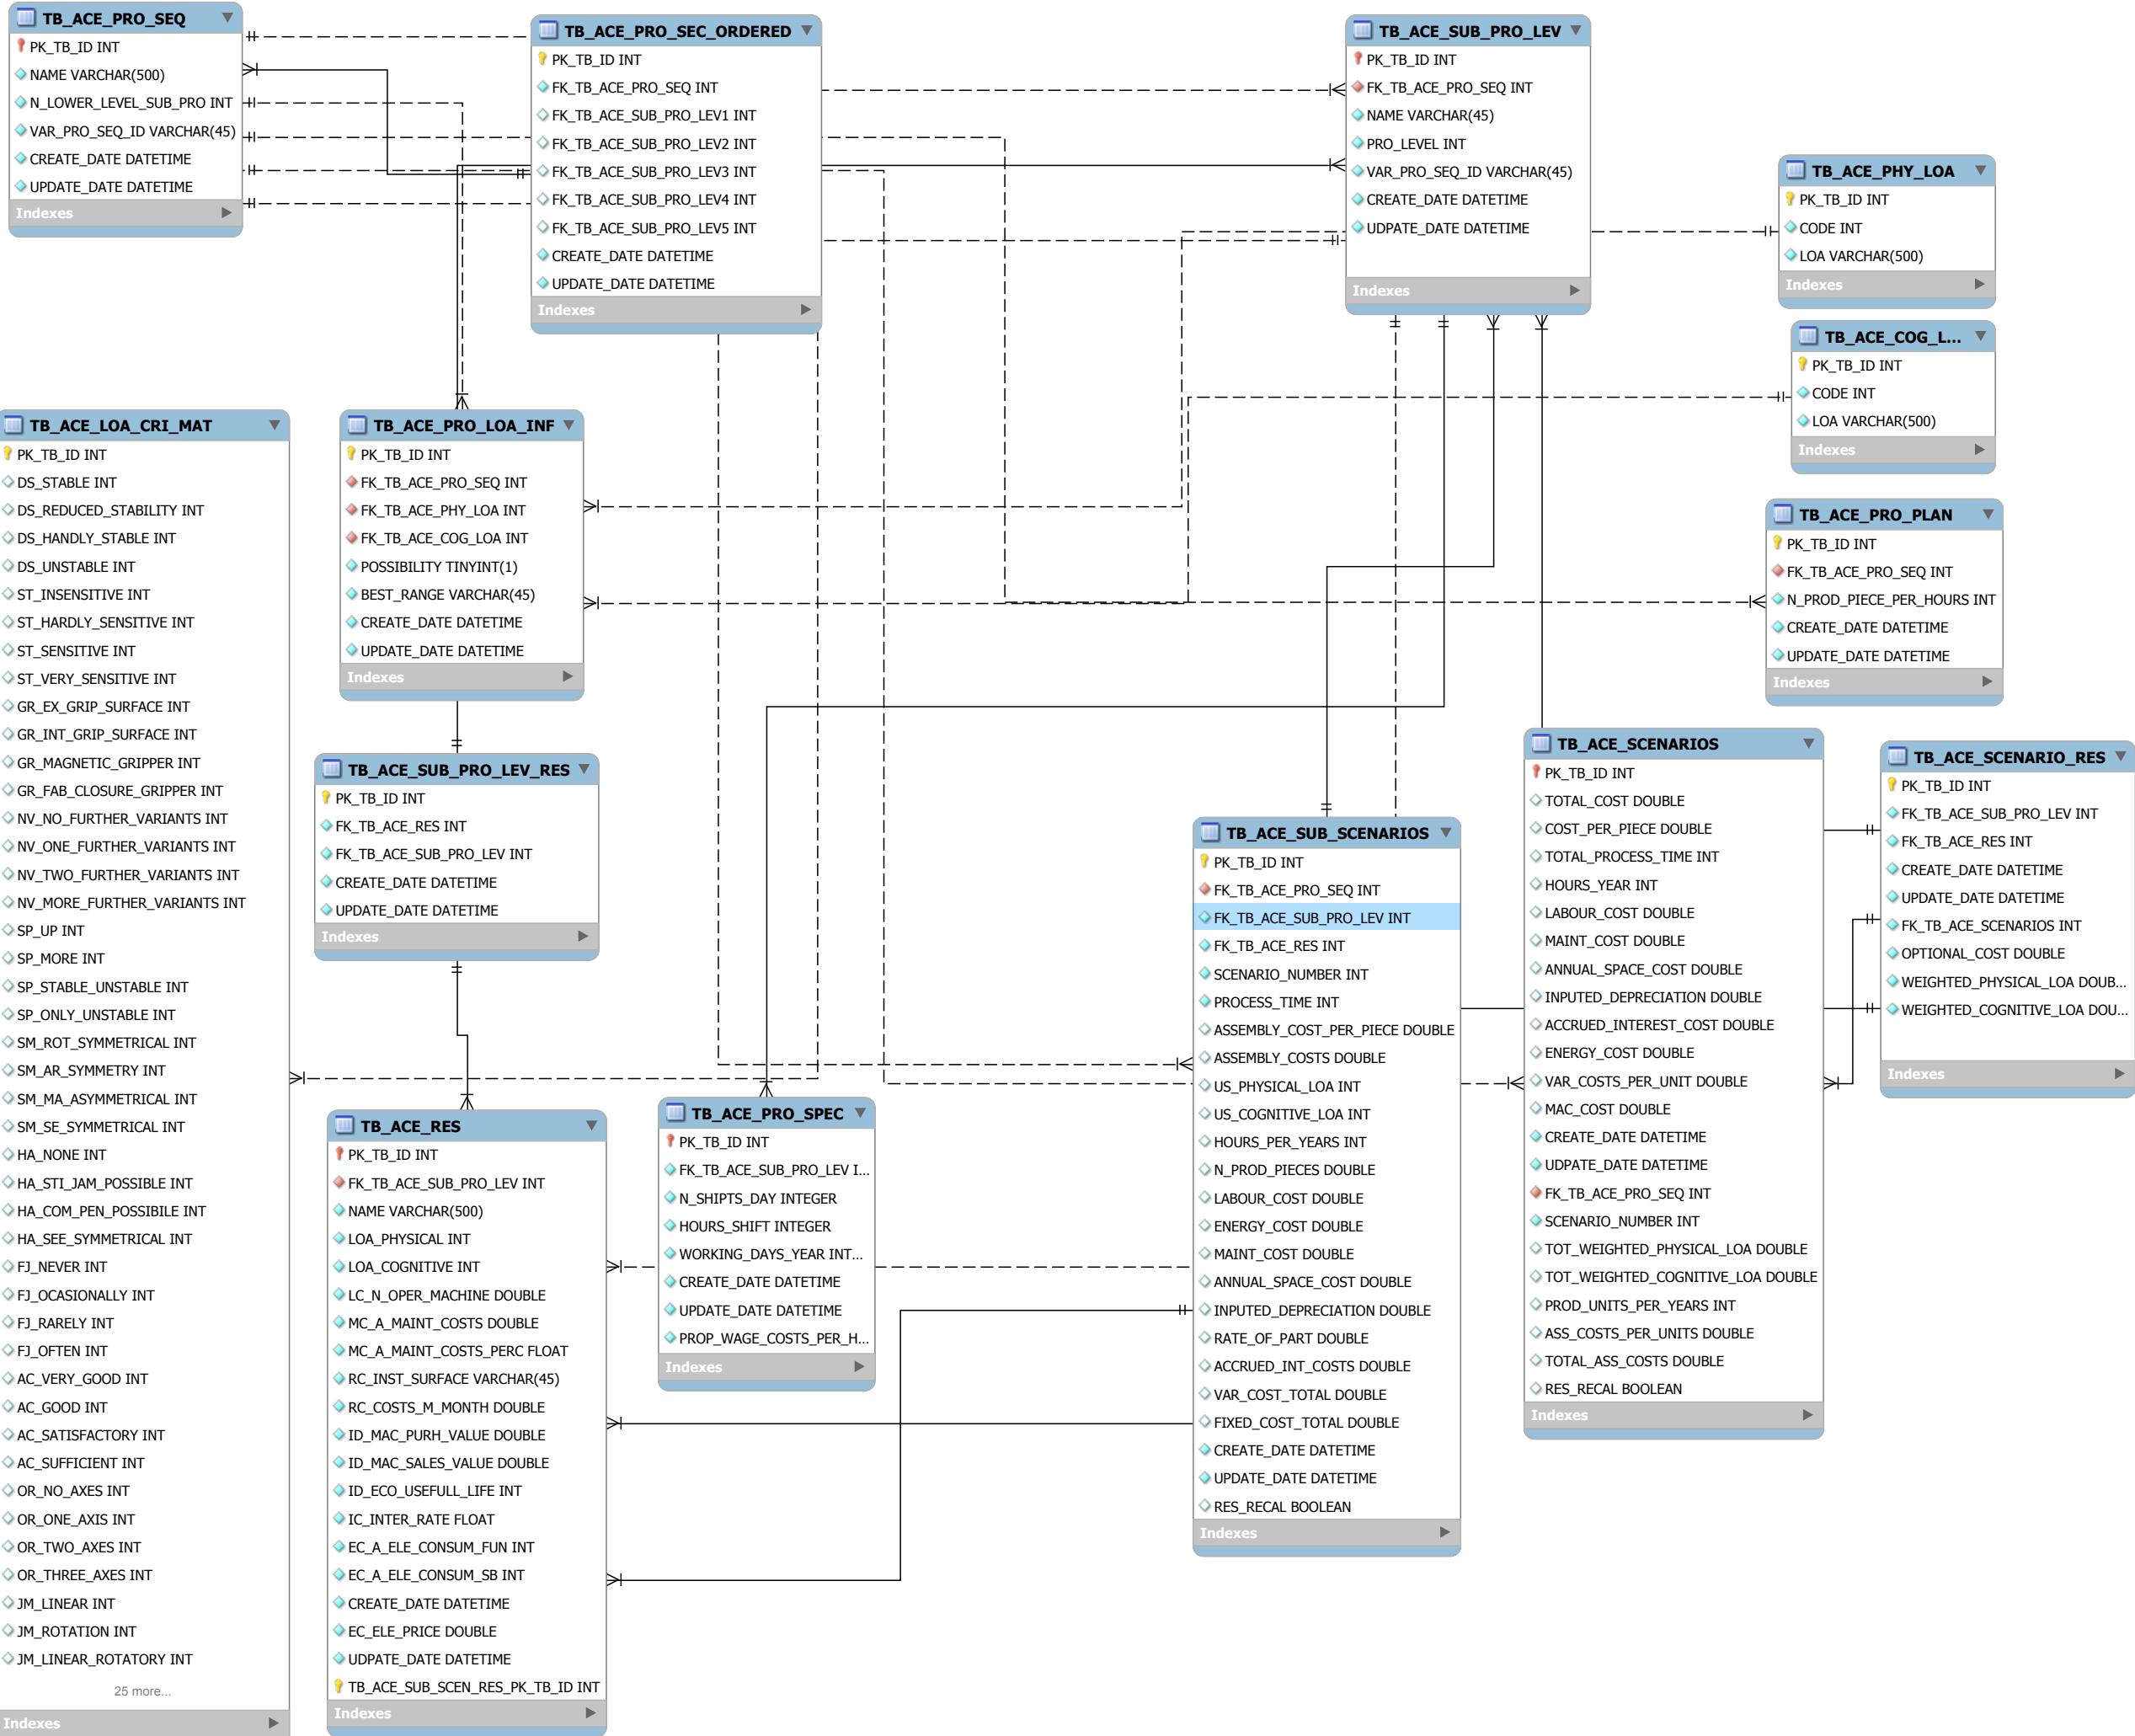 TB_ACE_PRO_SEQ
PK_TB_ID INT
NAME VARCHAR(500)
N_LOWER_LEVEL_SUB_PRO INT
VAR_PRO_SEQ_ID VARCHAR(45)
CREATE_DATE DATETIME
UPDATE_DATE DATETIME
Indexes
TB_ACE_PRO_SEC_ORDERED
PK_TB_ID INT
FK_TB_ACE_PRO_SEQ INT
FK_TB_ACE_SUB_PRO_LEV1 INT
FK_TB_ACE_SUB_PRO_LEV2 INT
FK_TB_ACE_SUB_PRO_LEV3 INT
FK_TB_ACE_SUB_PRO_LEV4 INT
FK_TB_ACE_SUB_PRO_LEV5 INT
CREATE_DATE DATETIME
UPDATE_DATE DATETIME
Indexes
TB_ACE_SUB_PRO_LEV
PK_TB_ID INT
FK_TB_ACE_PRO_SEQ INT
NAME VARCHAR(45)
PRO_LEVEL INT
VAR_PRO_SEQ_ID VARCHAR(45)
CREATE_DATE DATETIME
UDPATE_DATE DATETIME
Indexes
TB_ACE_PHY_LOA
PK_TB_ID INT
CODE INT
LOA VARCHAR(500)
Indexes
TB_ACE_COG_L...
PK_TB_ID INT
CODE INT
LOA VARCHAR(500)
Indexes
TB_ACE_LOA_CRI_MAT
PK_TB_ID INT
DS_STABLE INT
DS_REDUCED_STABILITY INT
DS_HANDLY_STABLE INT
DS_UNSTABLE INT
ST_INSENSITIVE INT
ST_HARDLY_SENSITIVE INT
ST_SENSITIVE INT
ST_VERY_SENSITIVE INT
GR_EX_GRIP_SURFACE INT
GR_INT_GRIP_SURFACE INT
GR_MAGNETIC_GRIPPER INT
GR_FAB_CLOSURE_GRIPPER INT
NV_NO_FURTHER_VARIANTS INT
NV_ONE_FURTHER_VARIANTS INT
NV_TWO_FURTHER_VARIANTS INT
NV_MORE_FURTHER_VARIANTS INT
SP_UP INT
SP_MORE INT
SP_STABLE_UNSTABLE INT
SP_ONLY_UNSTABLE INT
SM_ROT_SYMMETRICAL INT
SM_AR_SYMMETRY INT
SM_MA_ASYMMETRICAL INT
SM_SE_SYMMETRICAL INT
HA_NONE INT
HA_STI_JAM_POSSIBLE INT
HA_COM_PEN_POSSIBILE INT
HA_SEE_SYMMETRICAL INT
FJ_NEVER INT
FJ_OCASIONALLY INT
FJ_RARELY INT
FJ_OFTEN INT
AC_VERY_GOOD INT
AC_GOOD INT
AC_SATISFACTORY INT
AC_SUFFICIENT INT
OR_NO_AXES INT
OR_ONE_AXIS INT
OR_TWO_AXES INT
OR_THREE_AXES INT
JM_LINEAR INT
JM_ROTATION INT
JM_LINEAR_ROTATORY INT
25 more...
Indexes
TB_ACE_PRO_LOA_INF
PK_TB_ID INT
FK_TB_ACE_PRO_SEQ INT
FK_TB_ACE_PHY_LOA INT
FK_TB_ACE_COG_LOA INT
POSSIBILITY TINYINT(1)
BEST_RANGE VARCHAR(45)
CREATE_DATE DATETIME
UPDATE_DATE DATETIME
Indexes
TB_ACE_PRO_PLAN
PK_TB_ID INT
FK_TB_ACE_PRO_SEQ INT
N_PROD_PIECE_PER_HOURS INT
CREATE_DATE DATETIME
UPDATE_DATE DATETIME
Indexes
TB_ACE_SUB_PRO_LEV_RES
PK_TB_ID INT
FK_TB_ACE_RES INT
FK_TB_ACE_SUB_PRO_LEV INT
CREATE_DATE DATETIME
UPDATE_DATE DATETIME
Indexes
TB_ACE_RES
PK_TB_ID INT
FK_TB_ACE_SUB_PRO_LEV INT
NAME VARCHAR(500)
LOA_PHYSICAL INT
LOA_COGNITIVE INT
LC_N_OPER_MACHINE DOUBLE
MC_A_MAINT_COSTS DOUBLE
MC_A_MAINT_COSTS_PERC FLOAT
RC_INST_SURFACE VARCHAR(45)
RC_COSTS_M_MONTH DOUBLE
ID_MAC_PURH_VALUE DOUBLE
ID_MAC_SALES_VALUE DOUBLE
ID_ECO_USEFULL_LIFE INT
IC_INTER_RATE FLOAT
EC_A_ELE_CONSUM_FUN INT
EC_A_ELE_CONSUM_SB INT
CREATE_DATE DATETIME
EC_ELE_PRICE DOUBLE
UDPATE_DATE DATETIME
TB_ACE_SUB_SCEN_RES_PK_TB_ID INT
Indexes
TB_ACE_PRO_SPEC
PK_TB_ID INT
FK_TB_ACE_SUB_PRO_LEV I...
N_SHIPTS_DAY INTEGER
HOURS_SHIFT INTEGER
WORKING_DAYS_YEAR INT...
CREATE_DATE DATETIME
UPDATE_DATE DATETIME
PROP_WAGE_COSTS_PER_H...
Indexes
TB_ACE_SUB_SCENARIOS
PK_TB_ID INT
FK_TB_ACE_PRO_SEQ INT
FK_TB_ACE_SUB_PRO_LEV INT
FK_TB_ACE_RES INT
SCENARIO_NUMBER INT
PROCESS_TIME INT
ASSEMBLY_COST_PER_PIECE DOUBLE
ASSEMBLY_COSTS DOUBLE
US_PHYSICAL_LOA INT
US_COGNITIVE_LOA INT
HOURS_PER_YEARS INT
N_PROD_PIECES DOUBLE
LABOUR_COST DOUBLE
ENERGY_COST DOUBLE
MAINT_COST DOUBLE
ANNUAL_SPACE_COST DOUBLE
INPUTED_DEPRECIATION DOUBLE
RATE_OF_PART DOUBLE
ACCRUED_INT_COSTS DOUBLE
VAR_COST_TOTAL DOUBLE
FIXED_COST_TOTAL DOUBLE
CREATE_DATE DATETIME
UPDATE_DATE DATETIME
RES_RECAL BOOLEAN
Indexes
TB_ACE_SCENARIOS
PK_TB_ID INT
TOTAL_COST DOUBLE
COST_PER_PIECE DOUBLE
TOTAL_PROCESS_TIME INT
HOURS_YEAR INT
LABOUR_COST DOUBLE
MAINT_COST DOUBLE
ANNUAL_SPACE_COST DOUBLE
INPUTED_DEPRECIATION DOUBLE
ACCRUED_INTEREST_COST DOUBLE
ENERGY_COST DOUBLE
VAR_COSTS_PER_UNIT DOUBLE
MAC_COST DOUBLE
CREATE_DATE DATETIME
UDPATE_DATE DATETIME
FK_TB_ACE_PRO_SEQ INT
SCENARIO_NUMBER INT
TOT_WEIGHTED_PHYSICAL_LOA DOUBLE
TOT_WEIGHTED_COGNITIVE_LOA DOUBLE
PROD_UNITS_PER_YEARS INT
ASS_COSTS_PER_UNITS DOUBLE
TOTAL_ASS_COSTS DOUBLE
RES_RECAL BOOLEAN
Indexes
TB_ACE_SCENARIO_RES
PK_TB_ID INT
FK_TB_ACE_SUB_PRO_LEV INT
FK_TB_ACE_RES INT
CREATE_DATE DATETIME
UPDATE_DATE DATETIME
FK_TB_ACE_SCENARIOS INT
OPTIONAL_COST DOUBLE
WEIGHTED_PHYSICAL_LOA DOUB...
WEIGHTED_COGNITIVE_LOA DOU...
Indexes